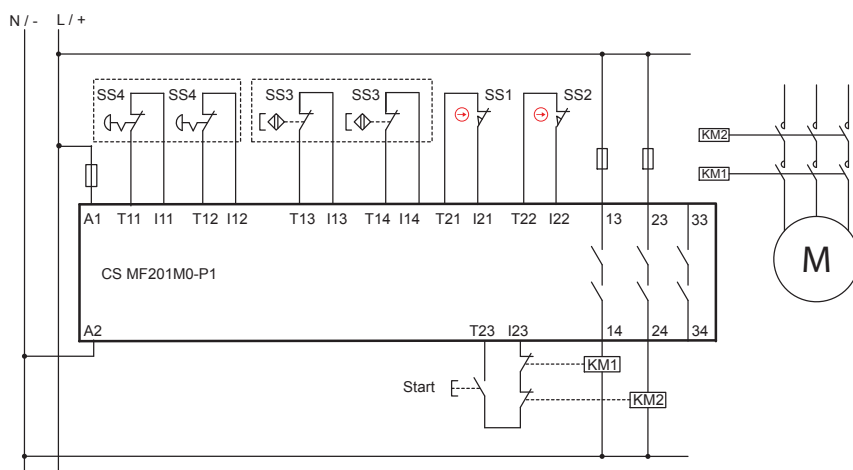 N / - L / +
SS4 SS4 SS3 SS3 SS1 SS2
KM2
KM1
A1 T11 I11 T12 I12 T13 I13 T14 I14 T21 I21 T22 I22 13 23 33
M
CS MF201M0-P1
A2 T23 I23 14 24 34
KM1
Start
KM2